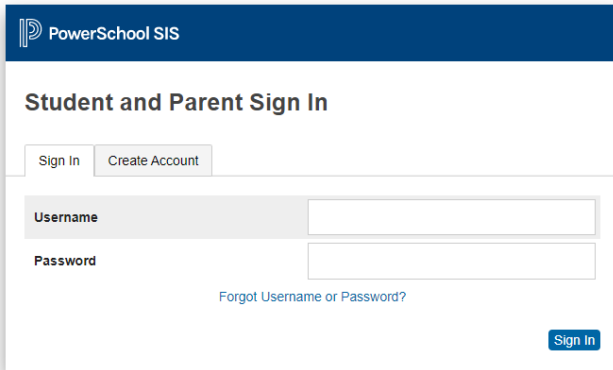 PowerSchool SIS
Student and Parent Sign In
Sign In Create Account
Username
Password
Forgot Username or Password?
Sign In